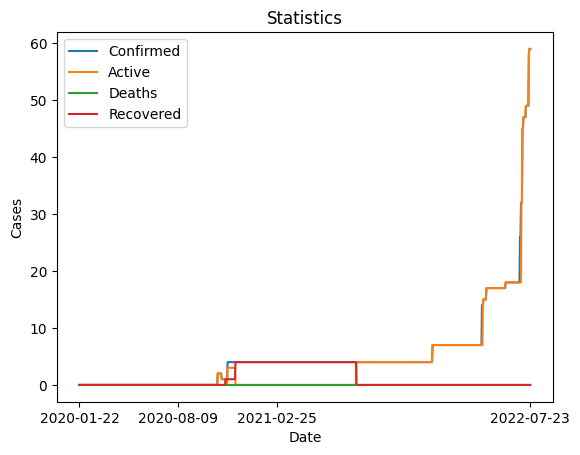 Statistics
Confirmed
Active
Deaths
Recovered
Cases
60
50
40
30
20
10
0
2020-01-22 2020-08-09 2021-02-25 2022-07-23
Date